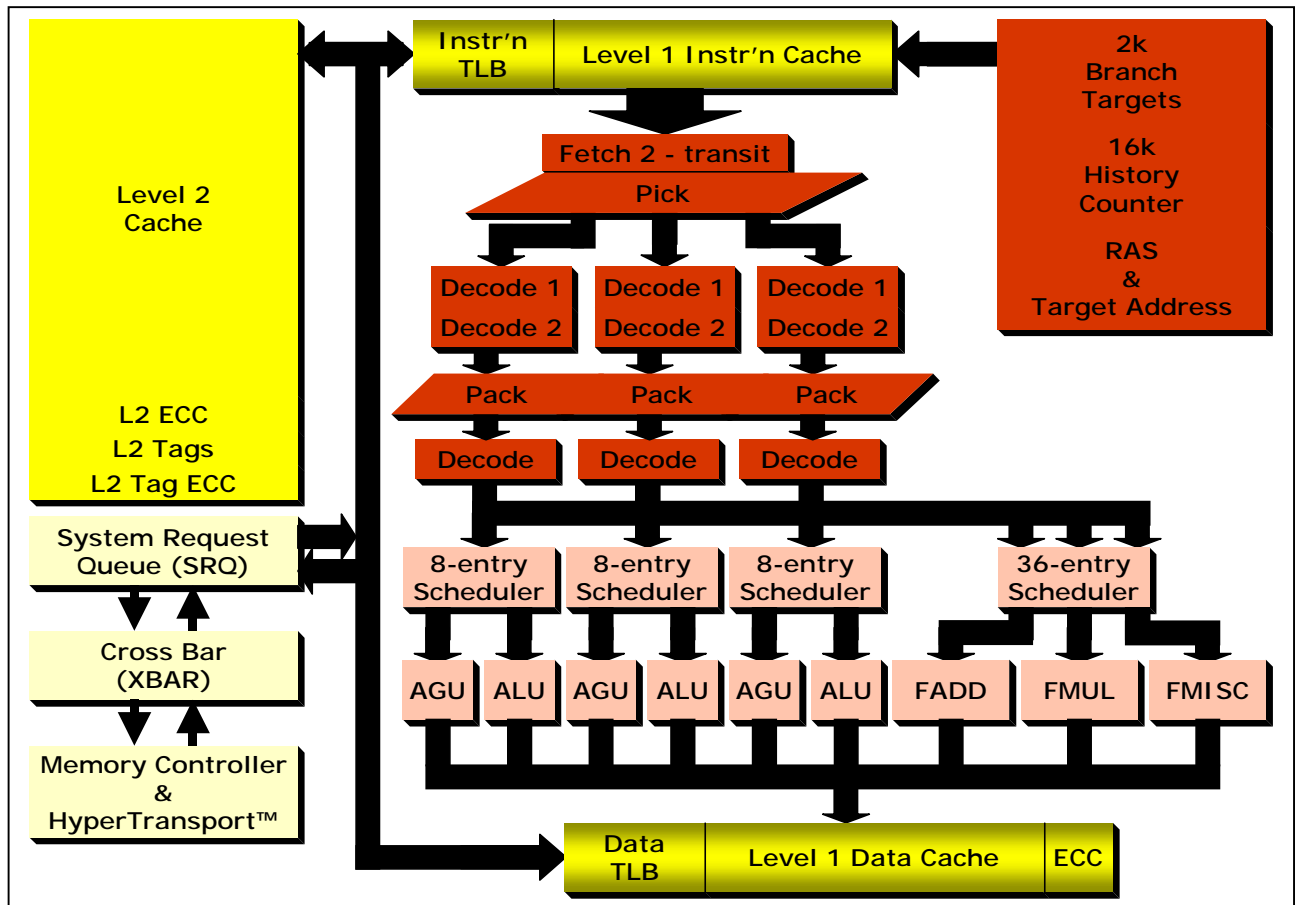 Level 2
Cache
L2 ECC
L2 Tags
L2 Tag ECC
System Request
Queue (SRQ)
Cross Bar
(XBAR)
Memory Controller
&
HyperTransport™
Instr'n
TLB
Level 1 Instr'n Cache
2k
Branch
Targets
16k
History
Counter
RAS
&
Target Address
Fetch 2 - transit
Pick
Decode 1
Decode 2
Decode 1
Decode 2
Decode 1
Decode 2
Pack
Pack
Pack
Decode
Decode
Decode
8-entry
Scheduler
8-entry
Scheduler
8-entry
Scheduler
36-entry
Scheduler
AGU
ALU
AGU
ALU
AGU
ALU
FADD
FMUL
FMISC
Data
TLB
Level 1 Data Cache
ECC